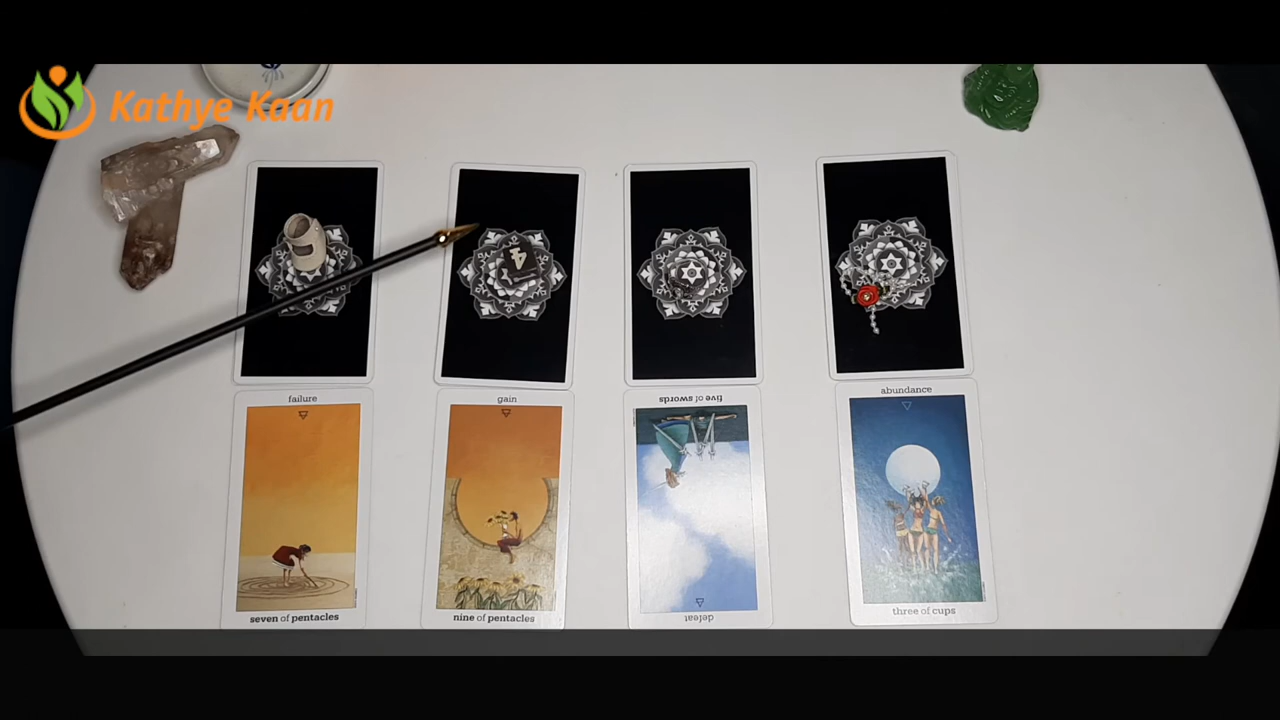 Kathye Kaan
failure
gain
five of swords
abundance
seven of pentacles
nine of pentacles
defeat
three of cups